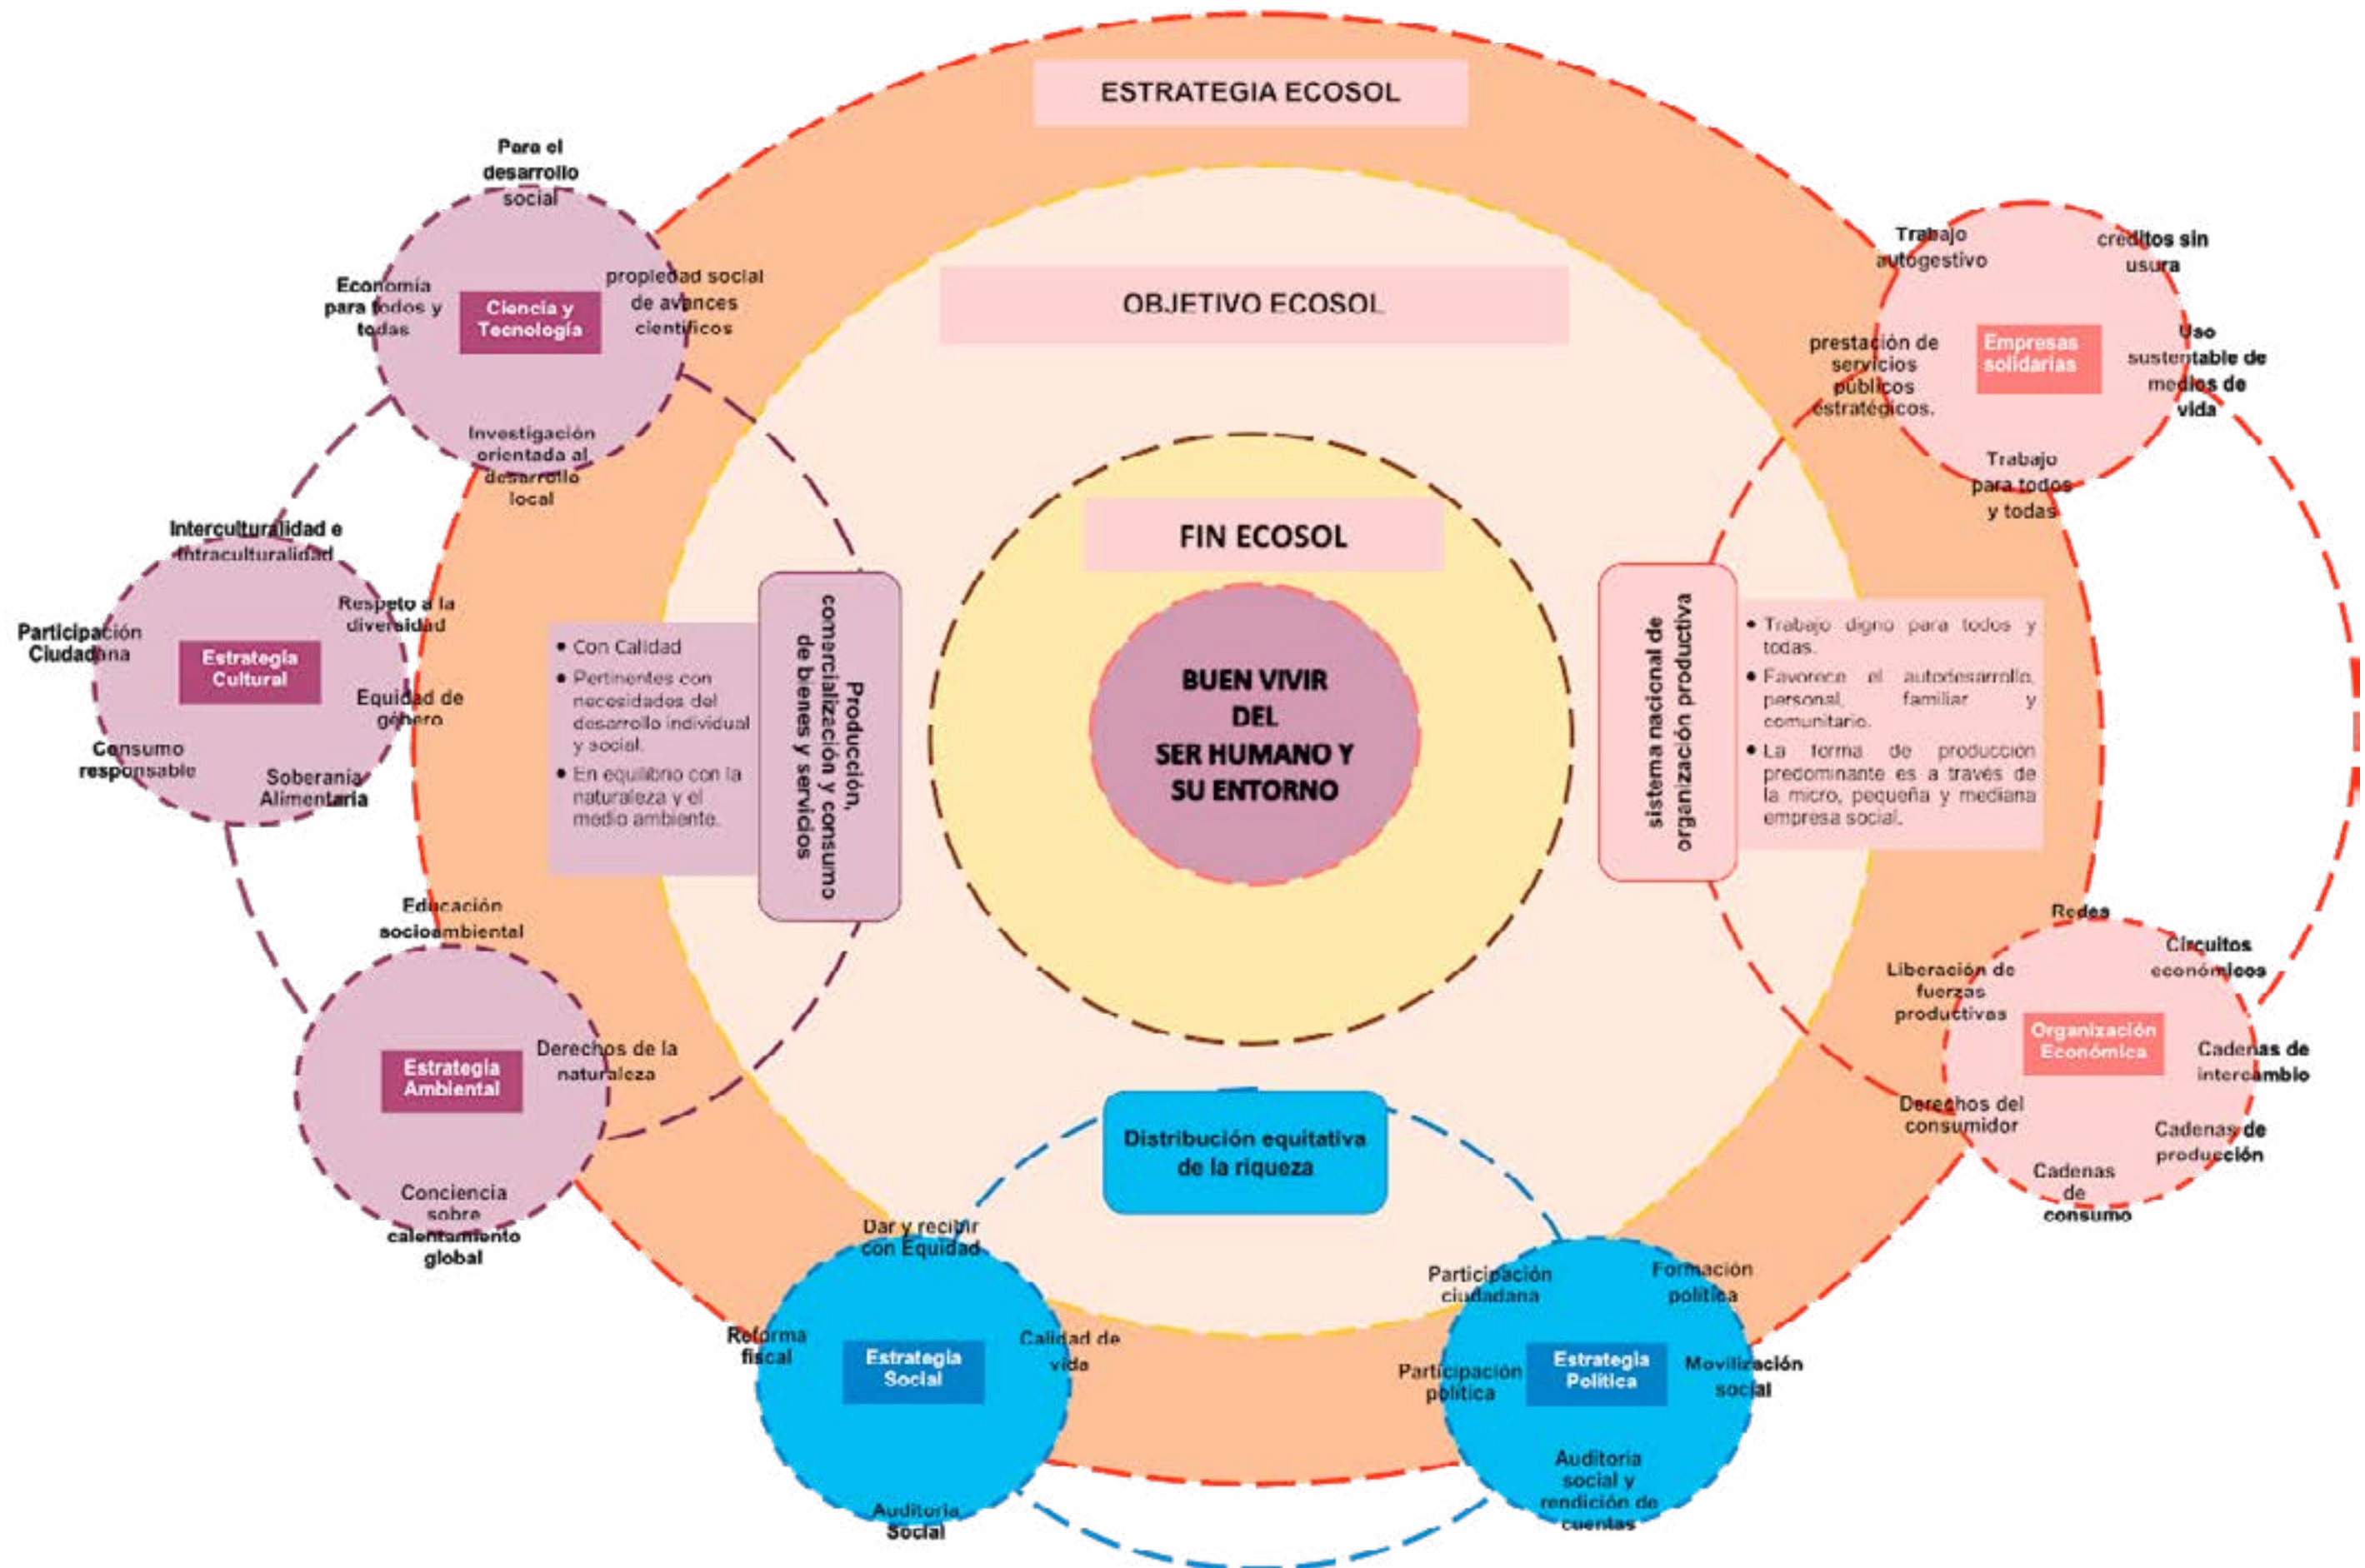 ESTRATEGIA ECOSOL
OBJETIVO ECOSOL
FIN ECOSOL
BUEN VIVIR
DEL
SER HUMANO Y
SU ENTORNO
Para el
desarrollo
social
Economía
para todos y
todas
Ciencia y
Tecnología
propiedad social
de avances
científicos
Investigación
orientada al
desarrollo
local
Interculturalidad e
Intraculturalidad
Participación
Ciudadana
Estrategia
Cultural
Respeto a la
diversidad
Equidad de
género
Consumo
responsable
Soberanía
Alimentaria
Educación
socioambiental
Estrategia
Ambiental
Derechos de la
naturaleza
Conciencia
sobre
calentamiento
global
● Con Calidad
● Pertinentes con
necesidades del
desarrollo individual
y social.
● En equilibrio con la
naturaleza y el
medio ambiente.
Producción,
comercialización y consumo
de bienes y servicios
Distribución equitativa
de la riqueza
Dar y recibir
con Equidad
Reforma
fiscal
Estrategia
Social
Calidad de
vida
Auditoria
Social
Participación
ciudadana
Formación
política
Participación
política
Estrategia
Política
Movilización
social
Auditoria
social y
rendición de
cuentas
sistema nacional de
organización productiva
● Trabajo digno para todos y
todas.
● Favorece el autodesarrollo,
personal, familiar y
comunitario.
● La forma de producción
predominante es a través de
la micro, pequeña y mediana
empresa social.
Trabajo
autogestivo
créditos sin
usura
prestación de
servicios
públicos
estratégicos.
Empresas
solidarias
Uso
sustentable de
medios de
vida
Trabajo
para todos
y todas
Redes
Circuitos
económicos
Liberación de
fuerzas
productivas
Organización
Económica
Cadenas de
intercambio
Derechos del
consumidor
Cadenas de
producción
Cadenas
de
consumo